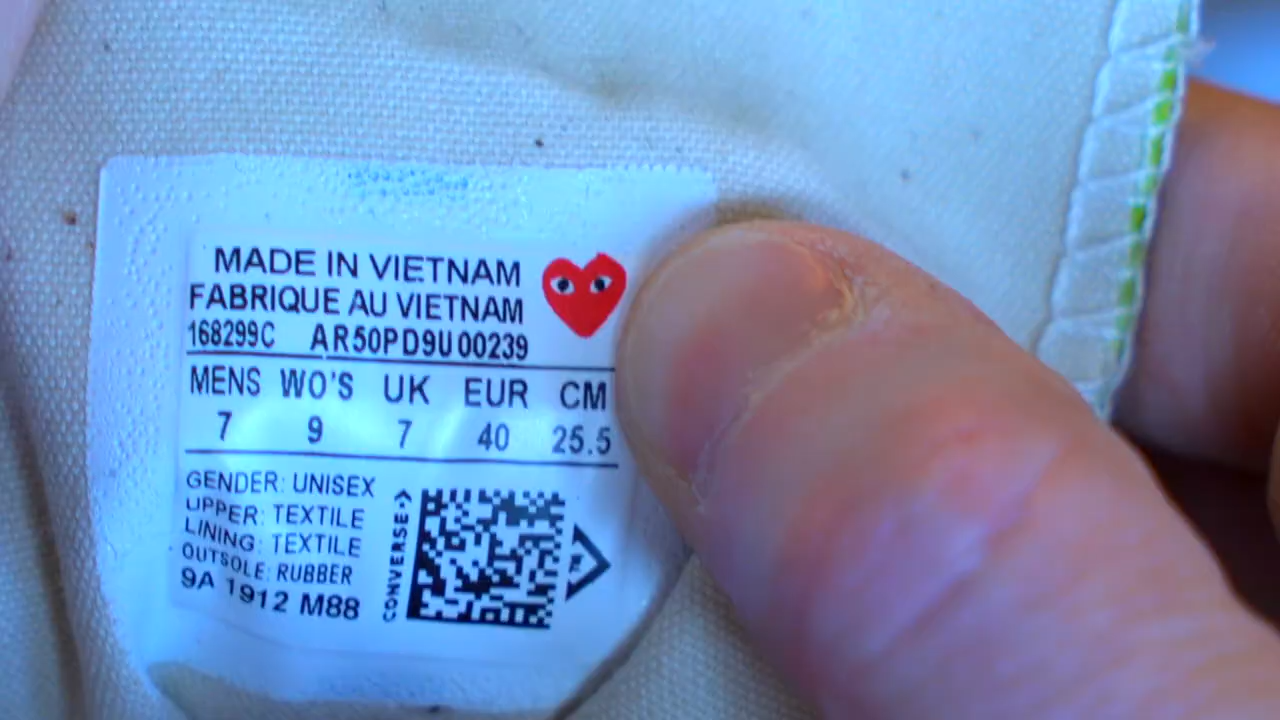 MADE IN VIETNAM
FABRIQUE AU VIETNAM
168299C AR50PD9U00239
MENS WO'S UK EUR CM
7 9 7 40 25.5
GENDER: UNISEX
UPPER: TEXTILE
LINING: TEXTILE
OUTSOLE: RUBBER
9A 1912 M88
CONVERSE